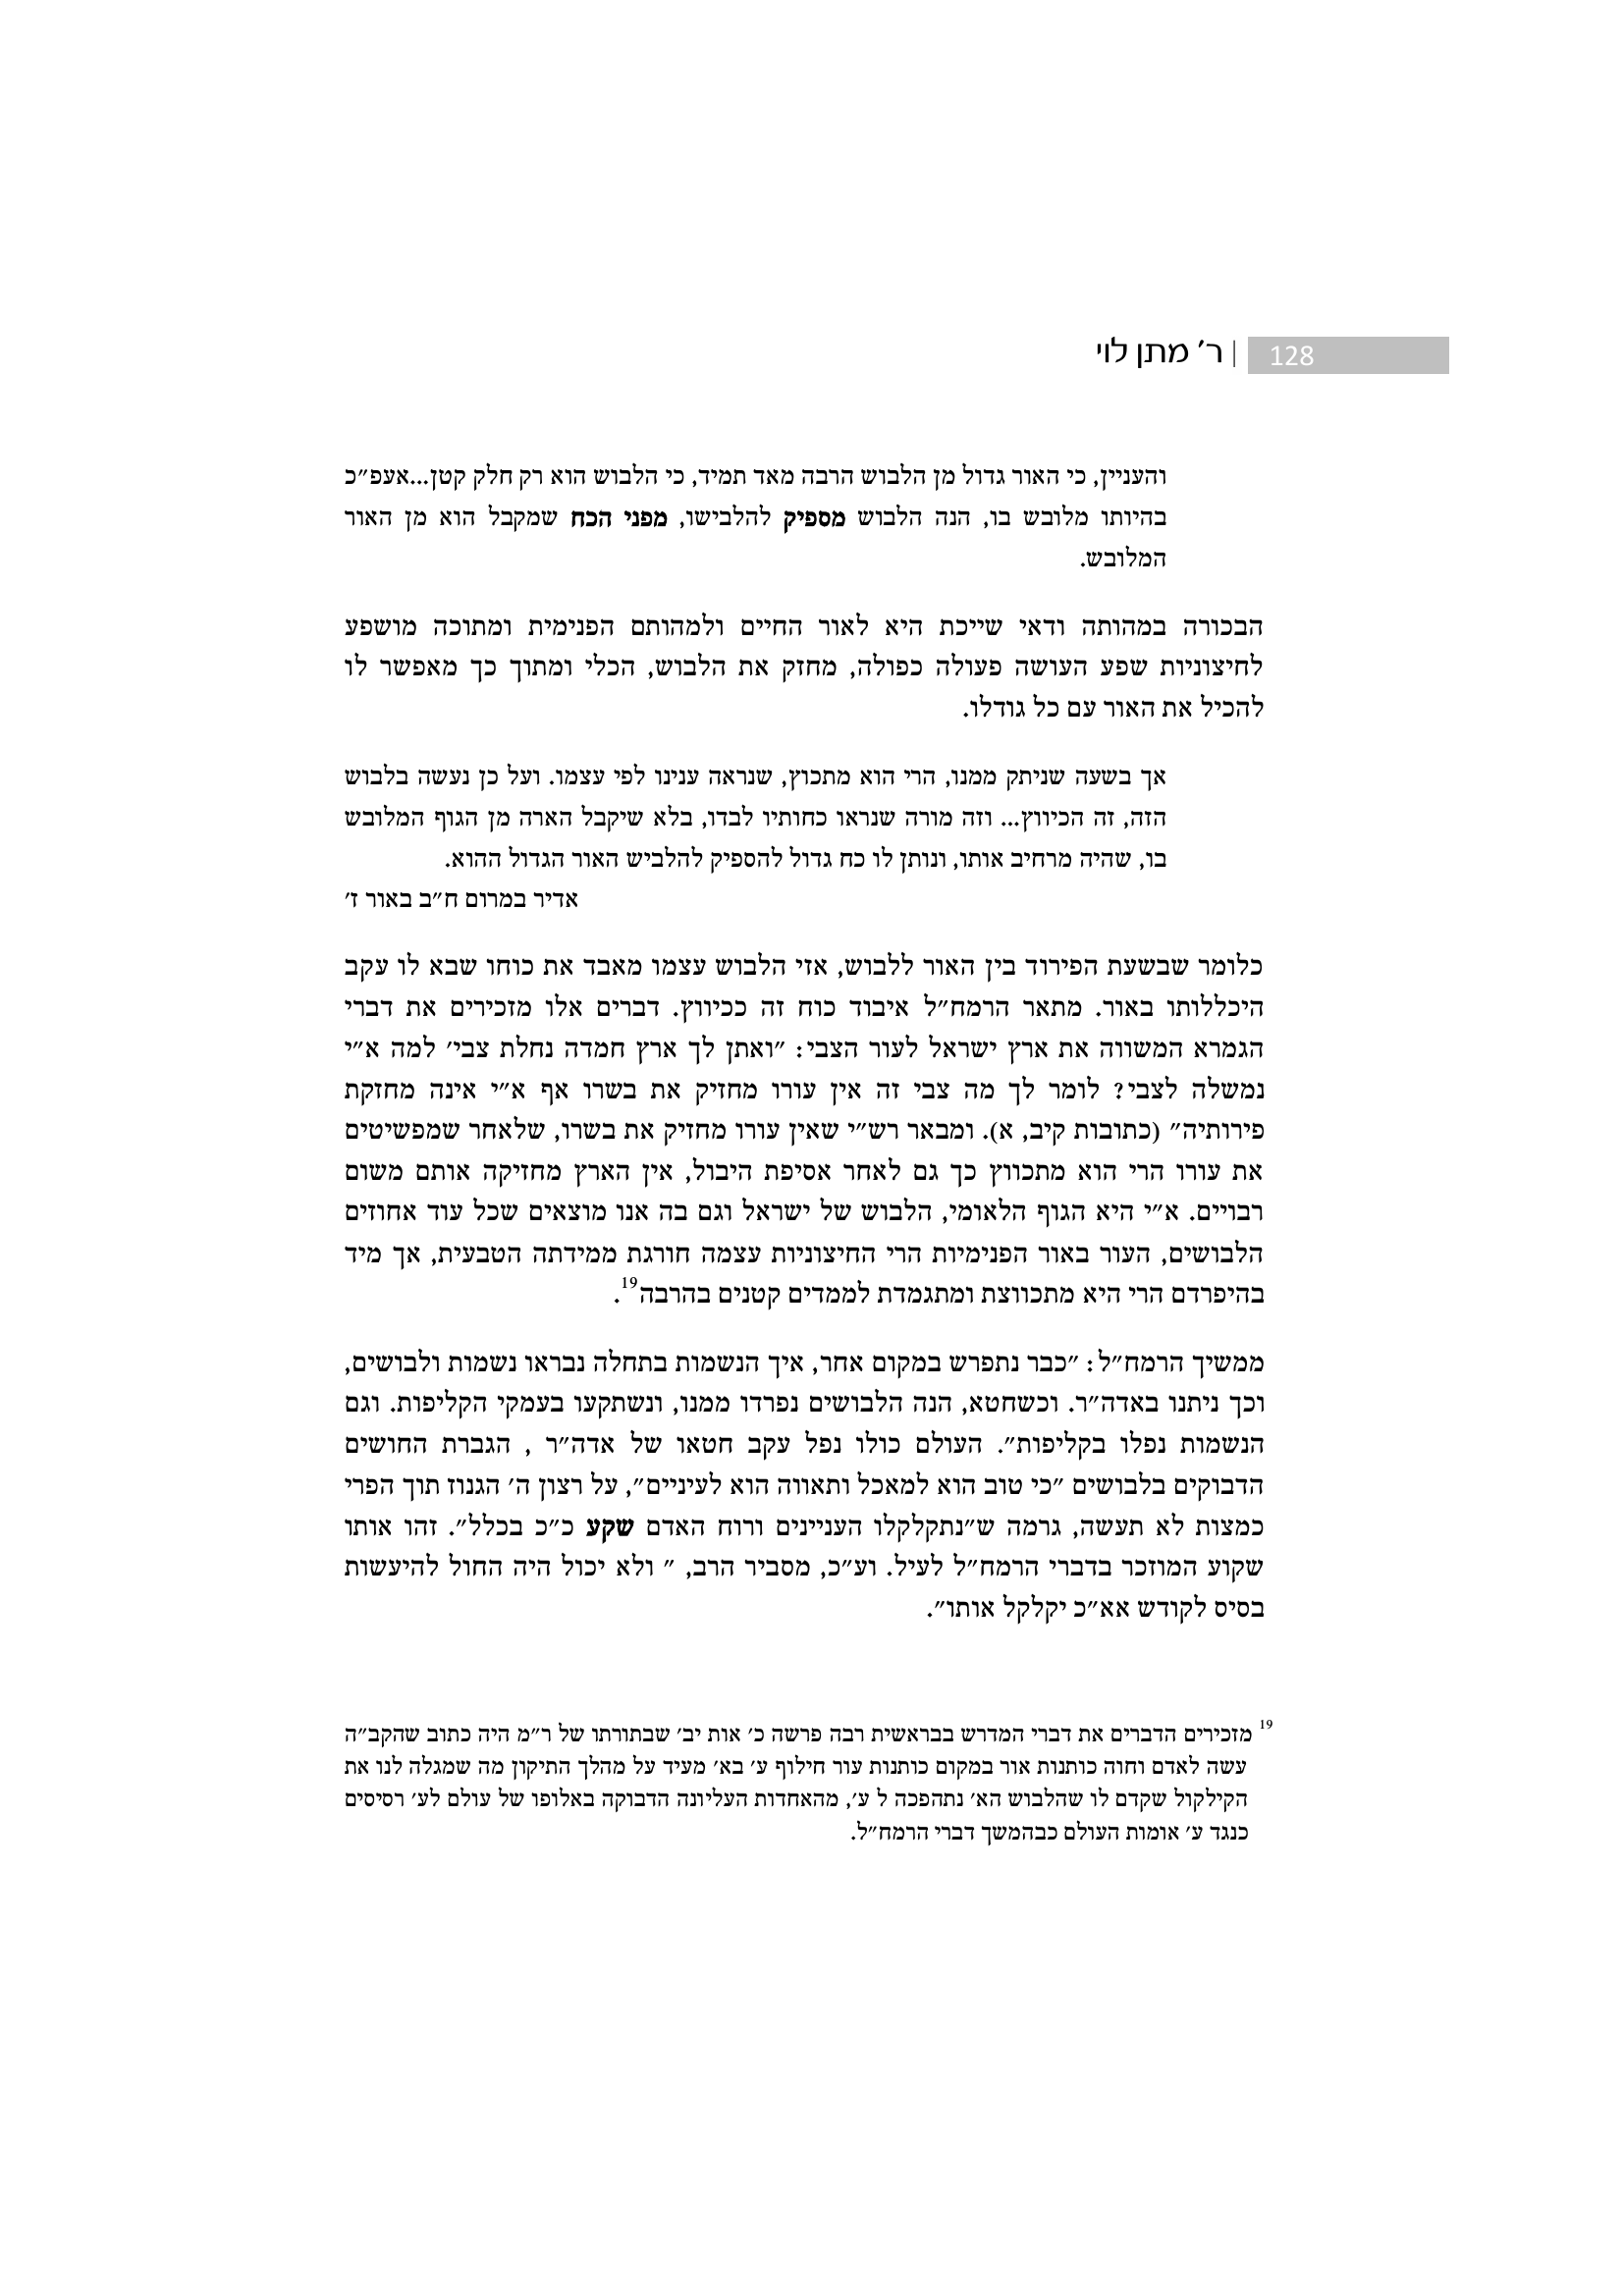 128 | ר׳ מתן לוי
והעניין, כי האור גדול מן הלבוש הרבה מאד תמיד, כי הלבוש הוא רק חלק קטן...אעפ״כ
בהיותו מלובש בו, הנה הלבוש מספיק להלבישו, מפני הכח שמקבל הוא מן האור
המלובש.
הבכורה במהותה ודאי שייכת היא לאור החיים ולמהותם הפנימית ומתוכה מושפע
לחיצוניות שפע העושה פעולה כפולה, מחזק את הלבוש, הכלי ומתוך כך מאפשר לו
להכיל את האור עם כל גודלו.
אך בשעה שניתק ממנו, הרי הוא מתכוץ, שנראה ענינו לפי עצמו. ועל כן נעשה בלבוש
הזה, זה הכיווץ... וזה מורה שנראו כחותיו לבדו, בלא שיקבל הארה מן הגוף המלובש
בו, שהיה מרחיב אותו, ונותן לו כח גדול להספיק להלביש האור הגדול ההוא.
אדיר במרום ח״ב באור ז׳
כלומר שבשעת הפירוד בין האור ללבוש, אזי הלבוש עצמו מאבד את כוחו שבא לו עקב
היכללותו באור. מתאר הרמח״ל איבוד כוח זה ככיווץ. דברים אלו מזכירים את דברי
הגמרא המשווה את ארץ ישראל לעור הצבי: ״ואתן לך ארץ חמדה נחלת צבי׳ למה א״י
נמשלה לצבי? לומר לך מה צבי זה אין עורו מחזיק את בשרו אף א״י אינה מחזקת
פירותיה״ (כתובות קיב, א). ומבאר רש״י שאין עורו מחזיק את בשרו, שלאחר שמפשיטים
את עורו הרי הוא מתכווץ כך גם לאחר אסיפת היבול, אין הארץ מחזיקה אותם משום
רבויים. א״י היא הגוף הלאומי, הלבוש של ישראל וגם בה אנו מוצאים שכל עוד אחוזים
הלבושים, העור באור הפנימיות הרי החיצוניות עצמה חורגת ממידתה הטבעית, אך מיד
בהיפרדם הרי היא מתכווצת ומתגמדת לממדים קטנים בהרבה19.
ממשיך הרמח״ל: ״כבר נתפרש במקום אחר, איך הנשמות בתחלה נבראו נשמות ולבושים,
וכך ניתנו באדה״ר. וכשחטא, הנה הלבושים נפרדו ממנו, ונשתקעו בעמקי הקליפות. וגם
הנשמות נפלו בקליפות״. העולם כולו נפל עקב חטאו של אדה״ר , הגברת החושים
הדבוקים בלבושים ״כי טוב הוא למאכל ותאווה הוא לעיניים״, על רצון ה׳ הגנוז תוך הפרי
כמצות לא תעשה, גרמה ש״נתקלקלו העניינים ורוח האדם שקע כ״כ בכלל״. זהו אותו
שקוע המוזכר בדברי הרמח״ל לעיל. וע״כ, מסביר הרב, ״ ולא יכול היה החול להיעשות
בסיס לקודש אא״כ יקלקל אותו״.
19 מזכירים הדברים את דברי המדרש בבראשית רבה פרשה כ׳ אות יב׳ שבתורתו של ר״מ היה כתוב שהקב״ה
עשה לאדם וחוה כותנות אור במקום כותנות עור חילוף ע׳ בא׳ מעיד על מהלך התיקון מה שמגלה לנו את
הקילקול שקדם לו שהלבוש הא׳ נתהפכה ל ע׳, מהאחדות העליונה הדבוקה באלופו של עולם לע׳ רסיסים
כנגד ע׳ אומות העולם כבהמשך דברי הרמח״ל.